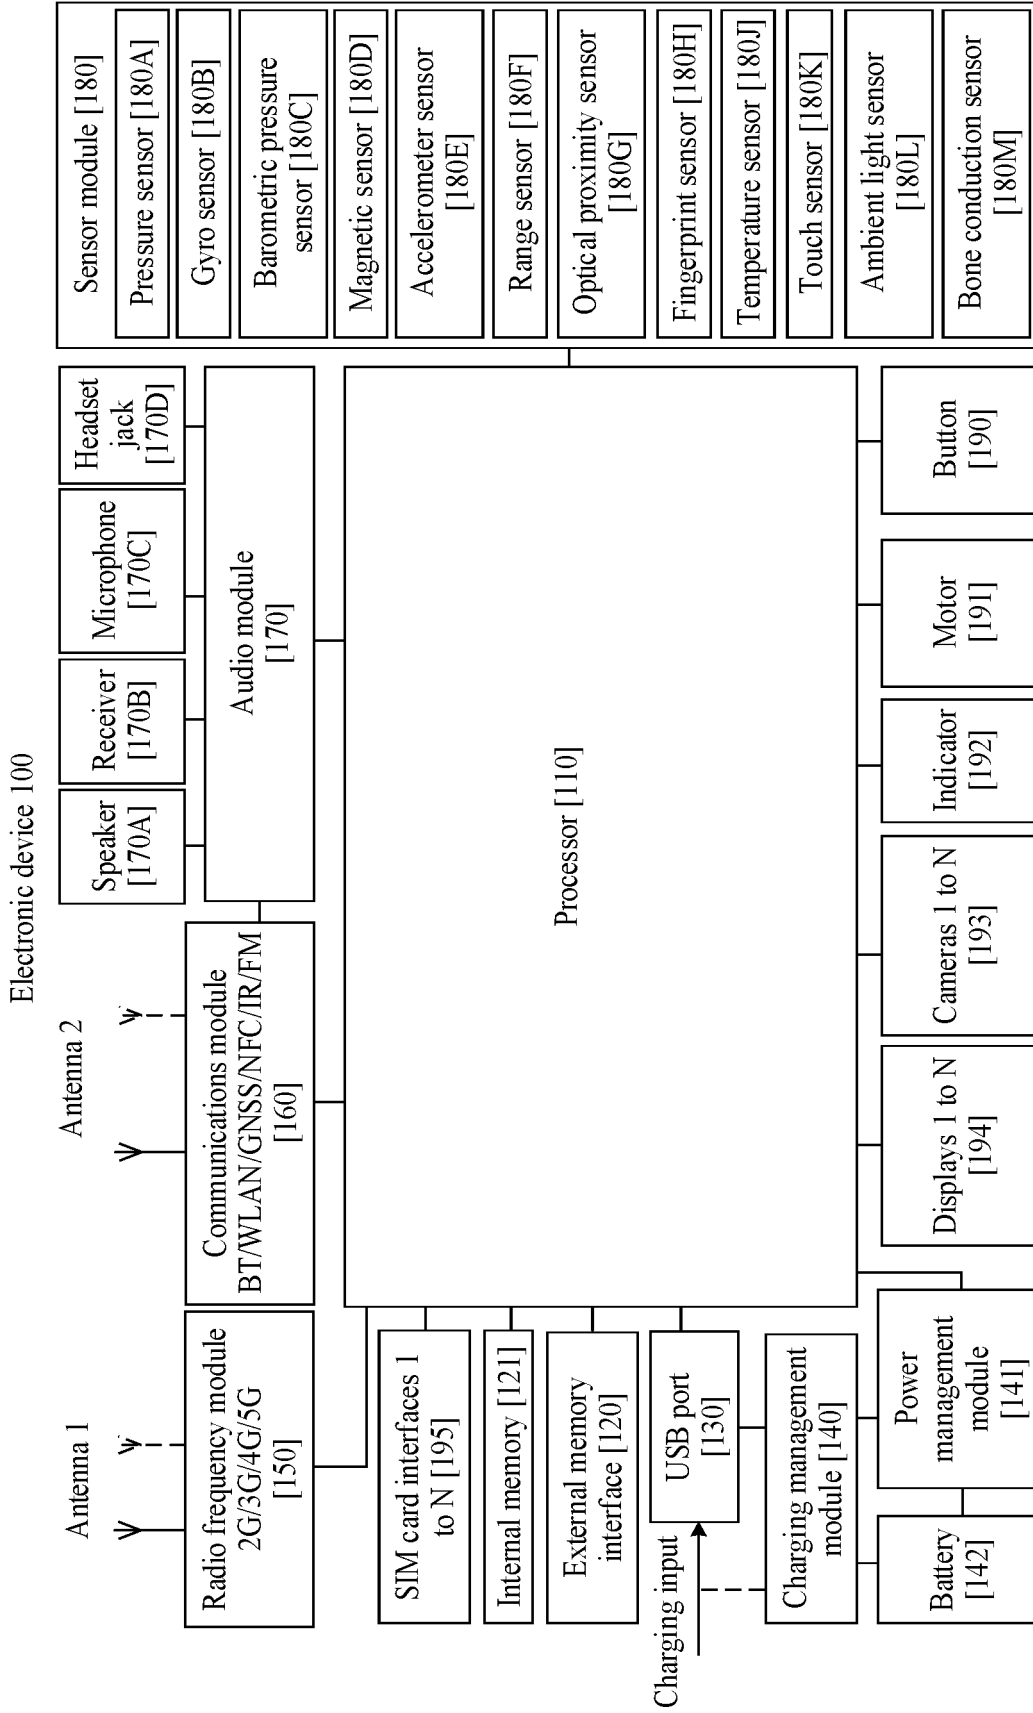 Electronic device 100
Antenna 1
Antenna 2
Radio frequency module
2G/3G/4G/5G
[150]
Communications module
BT/WLAN/GNSS/NFC/IR/FM
[160]
Speaker
[170A]
Receiver
[170B]
Microphone
[170C]
Headset
jack
[170D]
Audio module
[170]
SIM card interfaces 1
to N [195]
Internal memory [121]
External memory
interface [120]
USB port
[130]
Charging input
Charging management
module [140]
Battery
[142]
Power
management
module
[141]
Processor [110]
Displays 1 to N
[194]
Cameras 1 to N
[193]
Indicator
[192]
Motor
[191]
Button
[190]
Sensor module [180]
Pressure sensor [180A]
Gyro sensor [180B]
Barometric pressure
sensor [180C]
Magnetic sensor [180D]
Accelerometer sensor
[180E]
Range sensor [180F]
Optical proximity sensor
[180G]
Fingerprint sensor [180H]
Temperature sensor [180J]
Touch sensor [180K]
Ambient light sensor
[180L]
Bone conduction sensor
[180M]